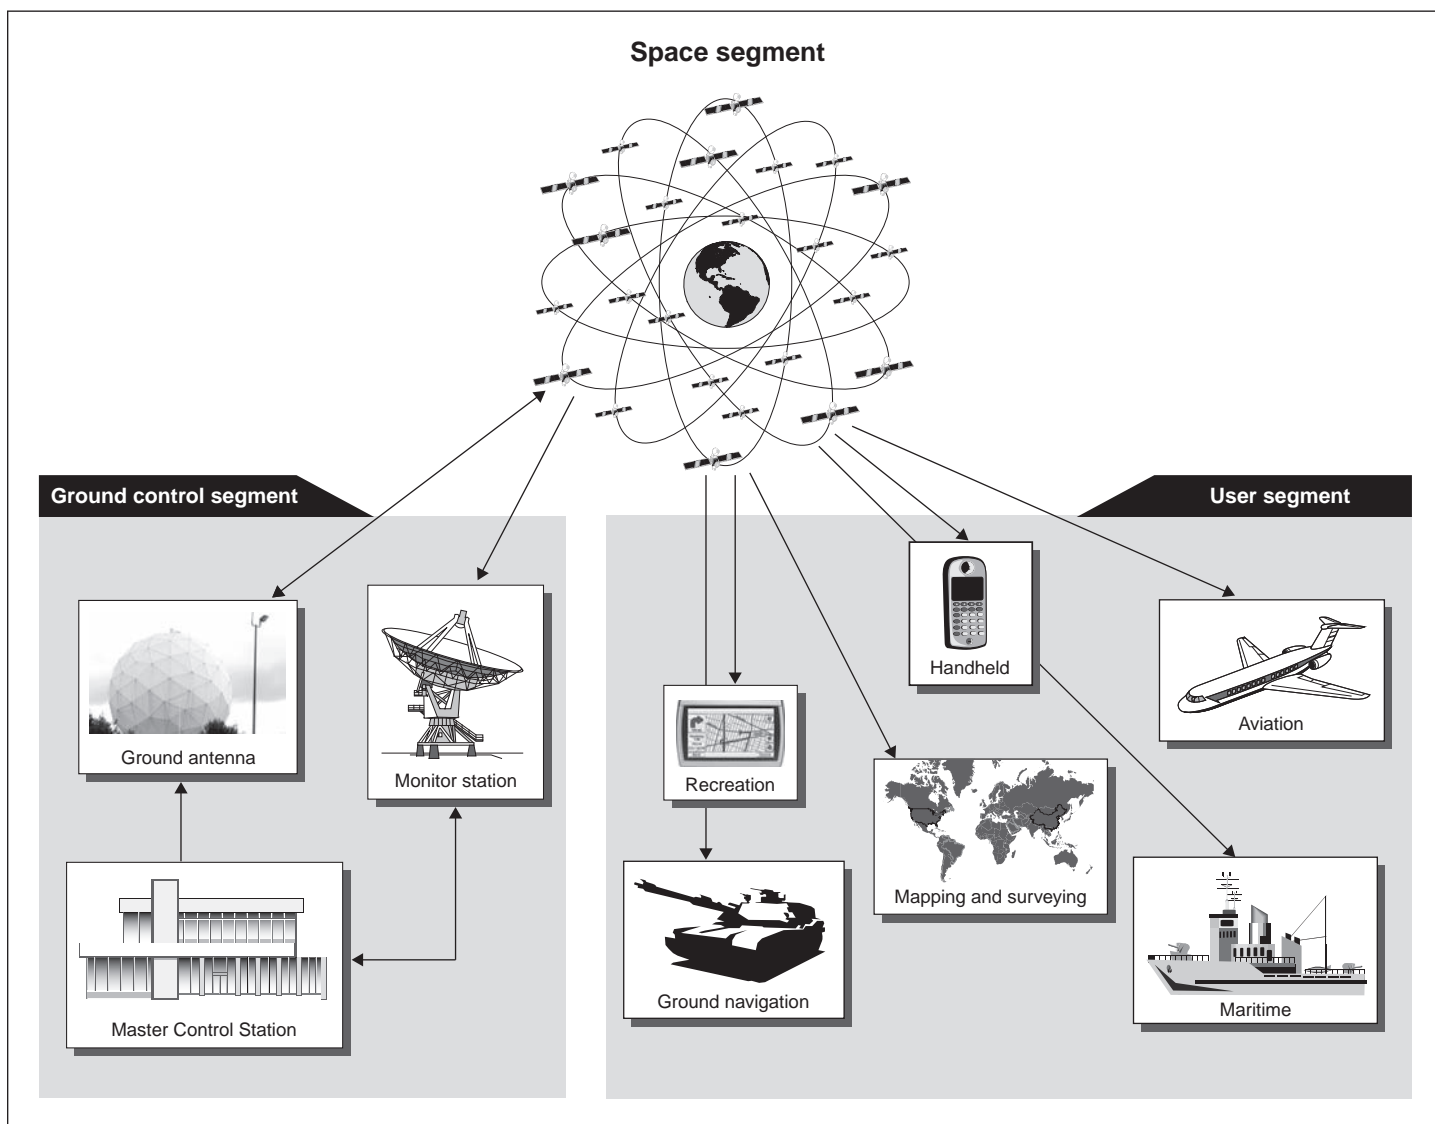 Space segment
Ground control segment
User segment
Handheld
Aviation
Ground antenna
Monitor station
Recreation
Mapping and surveying
Ground navigation
Maritime
Master Control Station